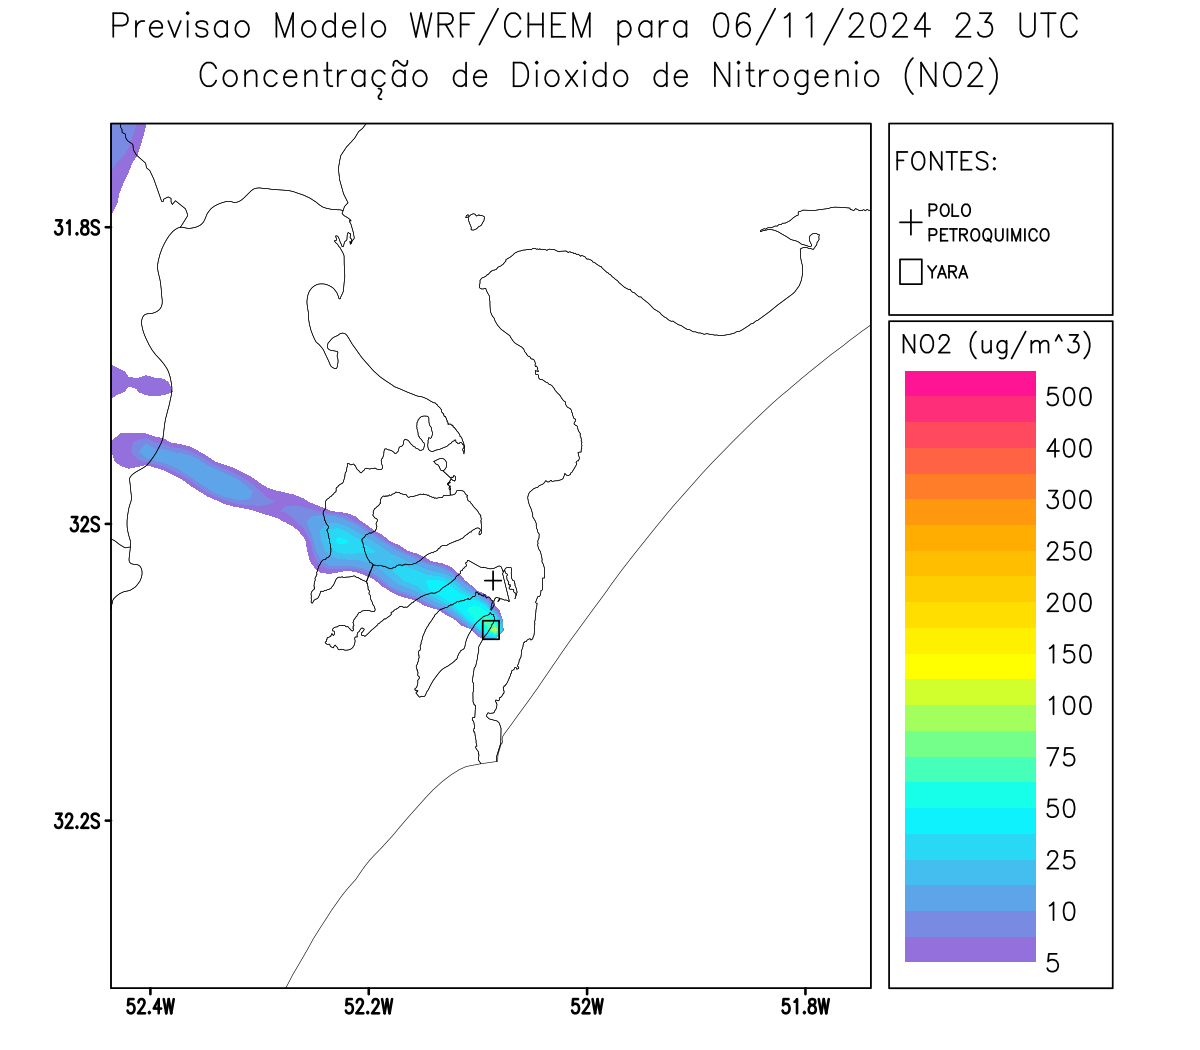 Previsao Modelo WRF/CHEM para 06/11/2024 23 UTC
Concentração de Dioxido de Nitrogenio (NO2)
FONTES:
POLO
PETROQUIMICO
YARA
NO2 (ug/m^3)
500
400
300
250
200
150
100
75
50
25
10
5
31.8S
32S
32.2S
52.4W
52.2W
52W
51.8W